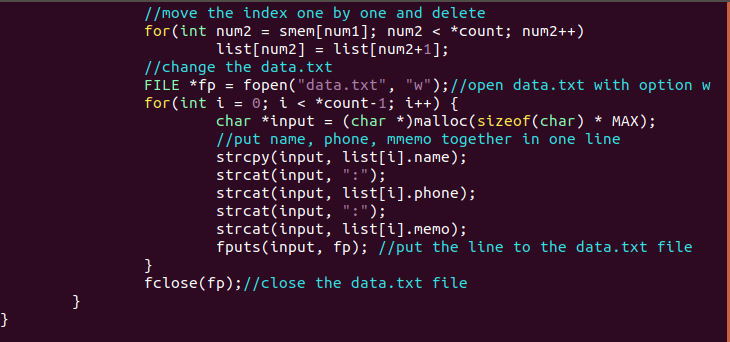 //move the index one by one and delete
for(int num2 = smem[num1]; num2 < *count; num2++)
list[num2] = list[num2+1];
//change the data.txt
FILE *fp = fopen("data.txt", "w");//open data.txt with option w
for(int i = 0; i < *count-1; i++) {
char *input = (char *)malloc(sizeof(char) * MAX);
//put name, phone, mmemo together in one line
strcpy(input, list[i].name);
strcat(input, ":");
strcat(input, list[i].phone);
strcat(input, ":");
strcat(input, list[i].memo);
fputs(input, fp); //put the line to the data.txt file
}
fclose(fp);//close the data.txt file
}
}